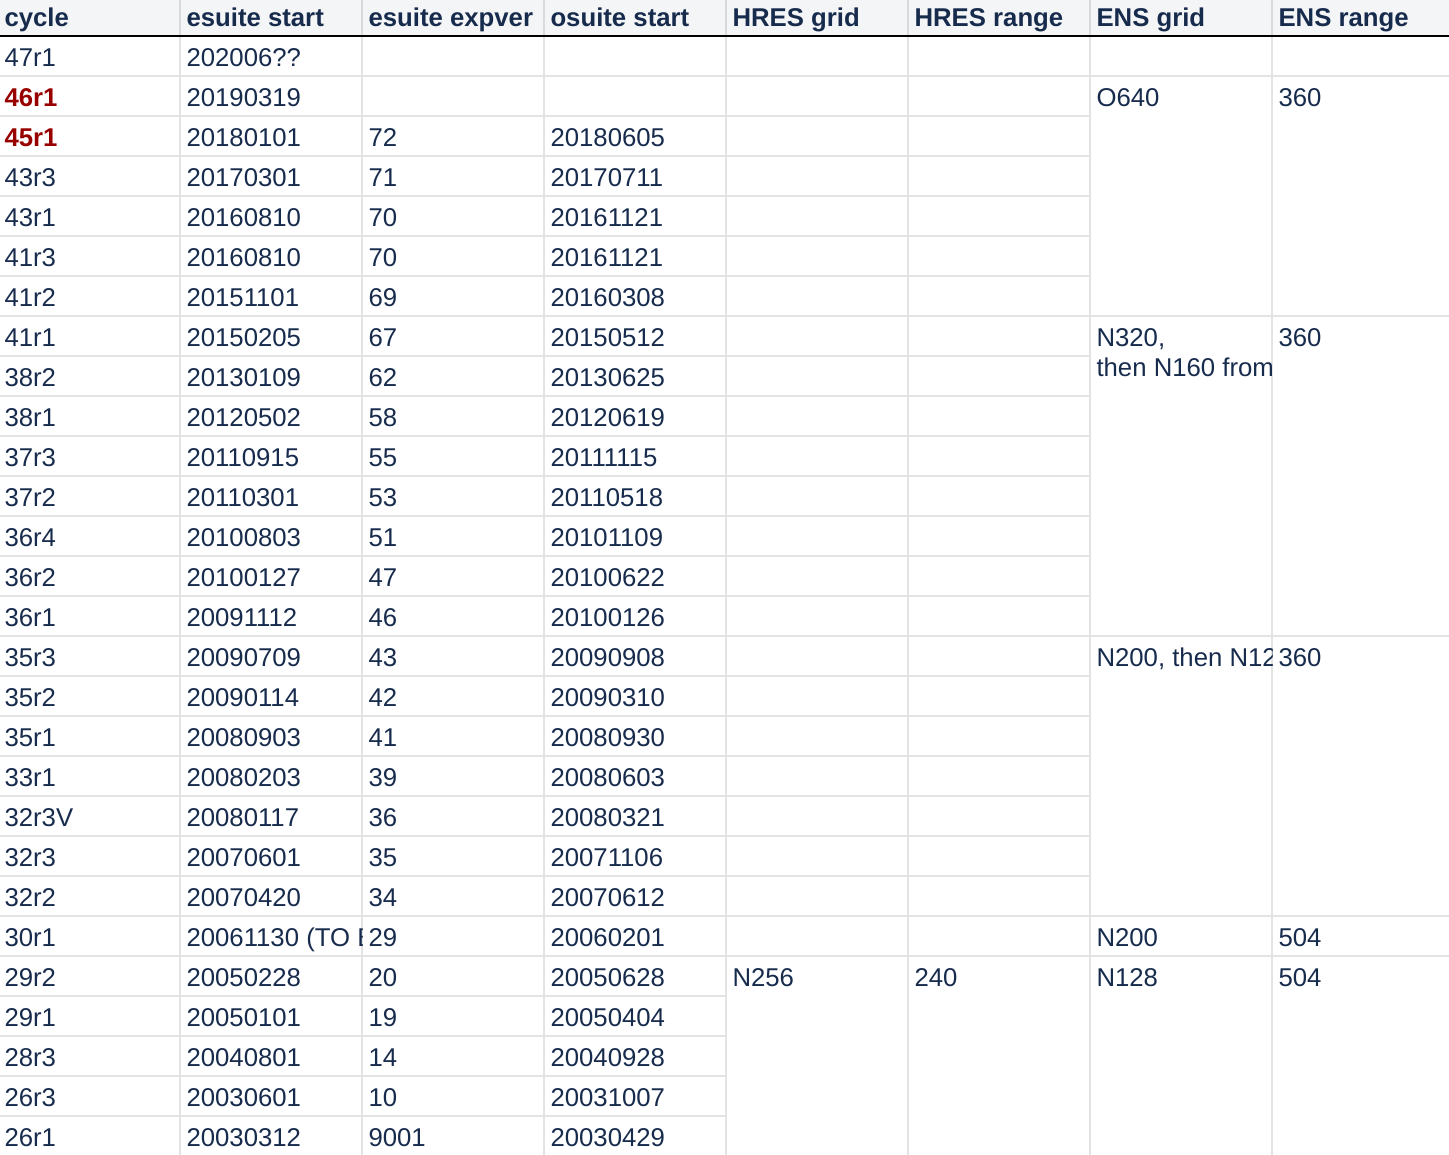 cycle esuite start esuite expver osuite start HRES grid HRES range ENS grid ENS range
47r1 202006??
46r1 20190319 O640 360
45r1 20180101 72 20180605
43r3 20170301 71 20170711
43r1 20160810 70 20161121
41r3 20160810 70 20161121
41r2 20151101 69 20160308
41r1 20150205 67 20150512 N320, 360
then N160 from
38r2 20130109 62 20130625
38r1 20120502 58 20120619
37r3 20110915 55 20111115
37r2 20110301 53 20110518
36r4 20100803 51 20101109
36r2 20100127 47 20100622
36r1 20091112 46 20100126
35r3 20090709 43 20090908 N200, then N12 360
35r2 20090114 42 20090310
35r1 20080903 41 20080930
33r1 20080203 39 20080603
32r3V 20080117 36 20080321
32r3 20070601 35 20071106
32r2 20070420 34 20070612
30r1 20061130 (TO 29 20060201 N200 504
29r2 20050228 20 20050628 N256 240 N128 504
29r1 20050101 19 20050404
28r3 20040801 14 20040928
26r3 20030601 10 20031007
26r1 20030312 9001 20030429